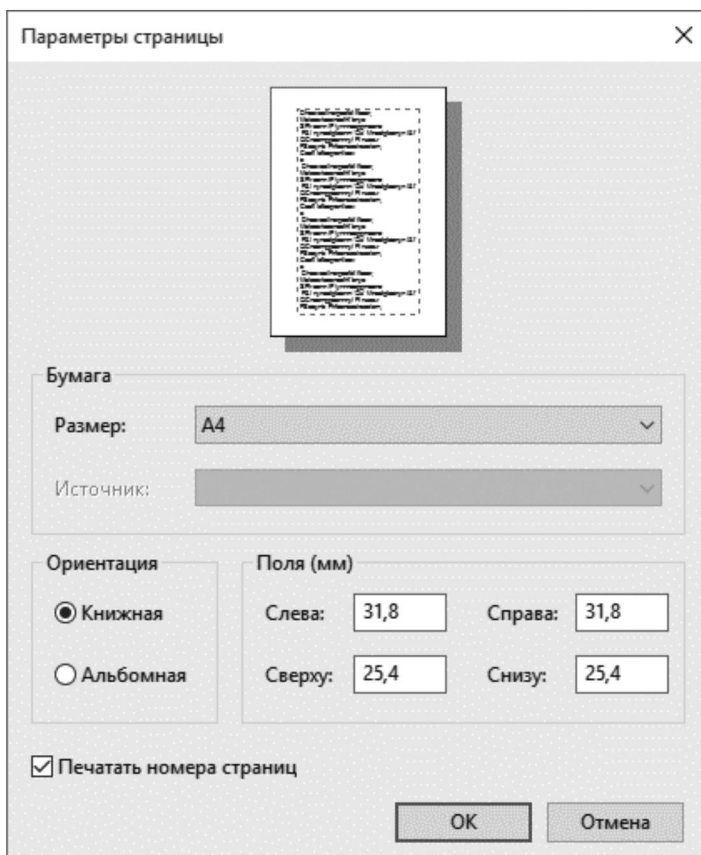 Параметры страницы
Бумага
Размер: A4
Источник:
Ориентация
Книжная
Альбомная
Поля (мм)
Слева: 31,8 Справа: 31,8
Сверху: 25,4 Снизу: 25,4
Печатать номера страниц
ОК Отмена